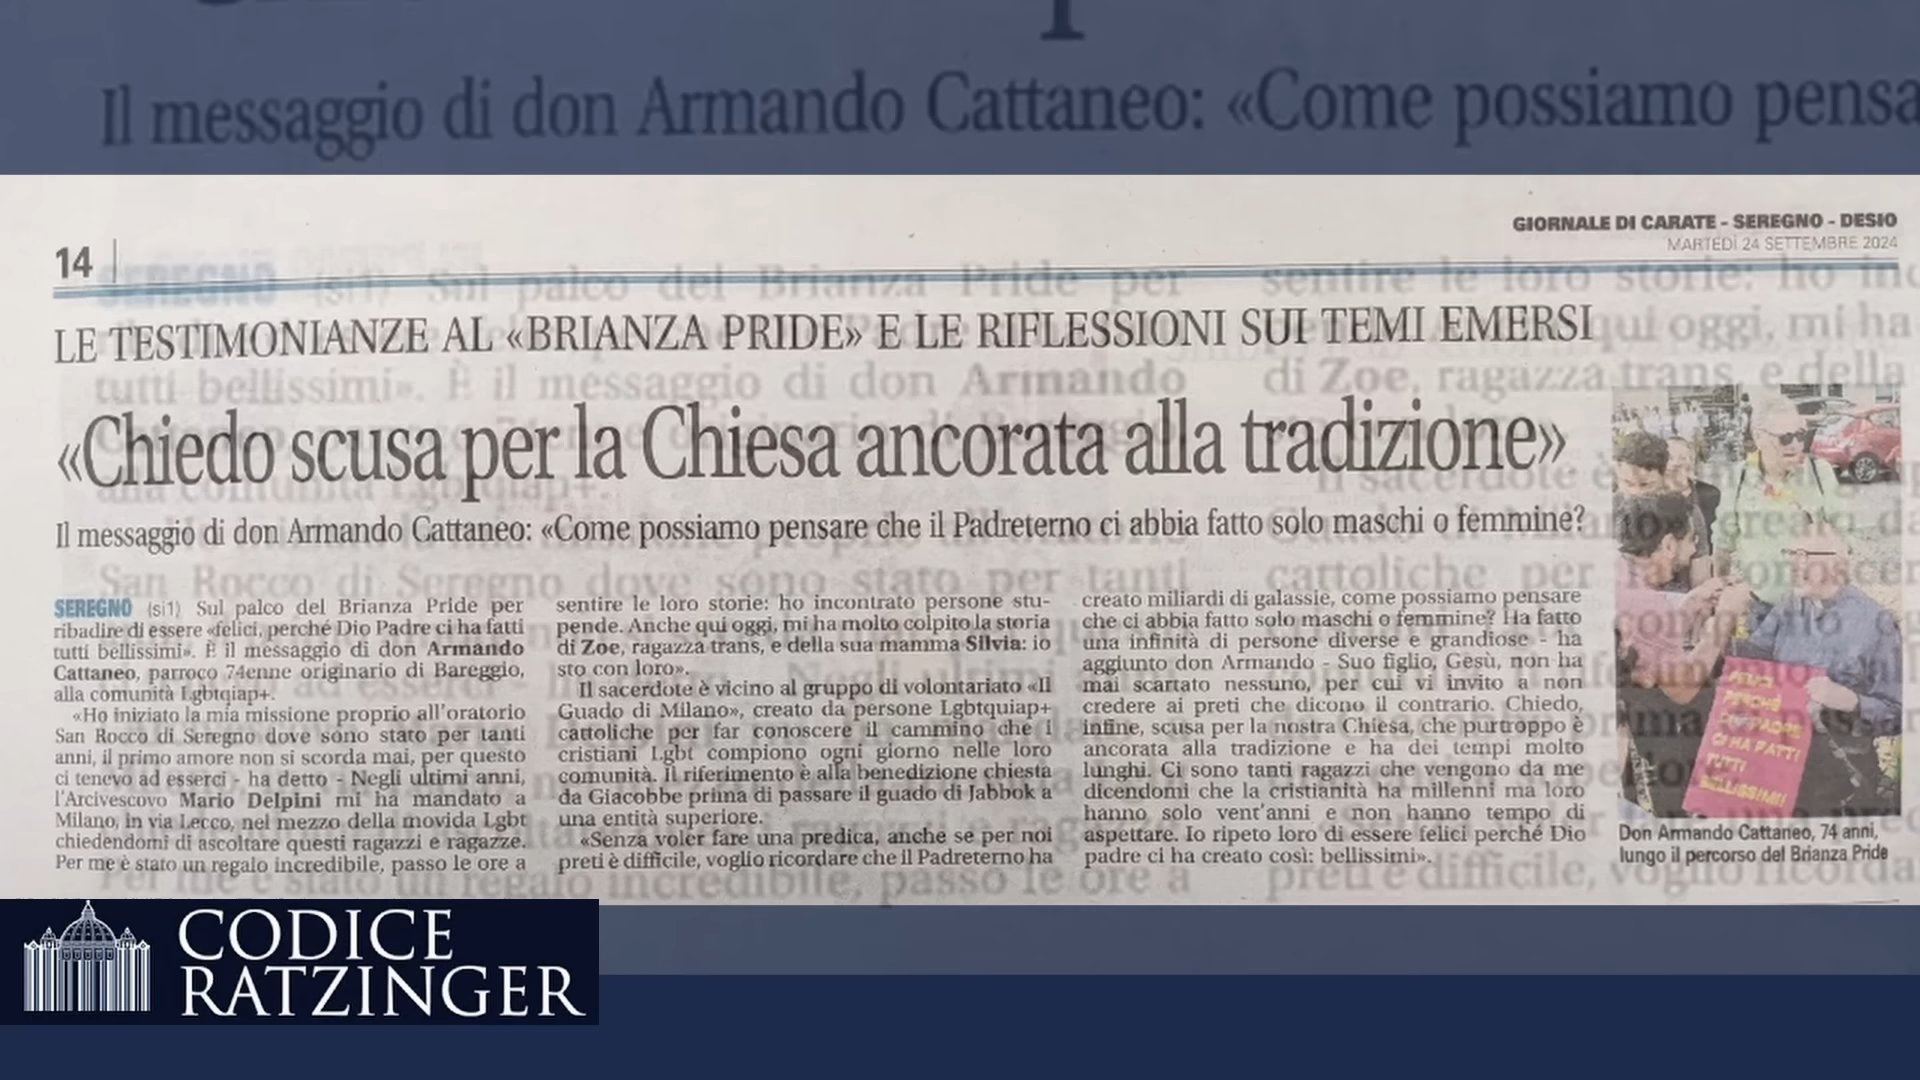 Il messaggio di don Armando Cattaneo: «Come possiamo pensa
GIORNALE DI CARATE - SEREGNO - DESIO
MARTEDÌ 24 SETTEMBRE 2024
14
LE TESTIMONIANZE AL «BRIANZA PRIDE» E LE RIFLESSIONI SUI TEMI EMERSI
«Chiedo scusa per la Chiesa ancorata alla tradizione»
Il messaggio di don Armando Cattaneo: «Come possiamo pensare che il Padreterno ci abbia fatto solo maschi o femmine?
SEREGNO (si1) Sul palco del Brianza Pride per
ribadire di essere «felici, perché Dio Padre ci ha fatti
tutti bellissimi». È il messaggio di don Armando
Cattaneo, parroco 74enne originario di Bareggio,
alla comunità Lgbtqiap+.
«Ho iniziato la mia missione proprio all'oratorio
San Rocco di Seregno dove sono stato per tanti
anni, il primo amore non si scorda mai, per questo
ci tenevo ad esserci - ha detto - Negli ultimi anni,
l'Arcivescovo Mario Delpini mi ha mandato a
Milano, in via Lecco, nel mezzo della movida Lgbt
chiedendomi di ascoltare questi ragazzi e ragazze.
Per me è stato un regalo incredibile, passo le ore a
sentire le loro storie: ho incontrato persone stu-
pende. Anche qui oggi, mi ha molto colpito la storia
di Zoe, ragazza trans, e della sua mamma Silvia: io
sto con loro».
Il sacerdote è vicino al gruppo di volontariato «Il
Guado di Milano», creato da persone Lgbtquiap+
cattoliche per far conoscere il cammino che i
cristiani Lgbt compiono ogni giorno nelle loro
comunità. Il riferimento è alla benedizione chiesta
da Giacobbe prima di passare il guado di Jabbok a
una entità superiore.
«Senza voler fare una predica, anche se per noi
preti è difficile, voglio ricordare che il Padreterno ha
creato miliardi di galassie, come possiamo pensare
che ci abbia fatto solo maschi o femmine? Ha fatto
una infinità di persone diverse e grandiose - ha
aggiunto don Armando - Suo figlio, Gesù, non ha
mai scartato nessuno, per cui vi invito a non
credere ai preti che dicono il contrario. Chiedo,
infine, scusa per la nostra Chiesa, che purtroppo è
ancorata alla tradizione e ha dei tempi molto
lunghi. Ci sono tanti ragazzi che vengono da me
dicendomi che la cristianità ha millenni ma loro
hanno solo vent'anni e non hanno tempo di
aspettare. Io ripeto loro di essere felici perché Dio
padre ci ha creato così: bellissimi».
FELICI
PERCHÉ
DIO PADRE
CI HA FATTI
TUTTI
BELLISSIMI!
Don Armando Cattaneo, 74 anni,
lungo il percorso del Brianza Pride
CODICE
RATZINGER